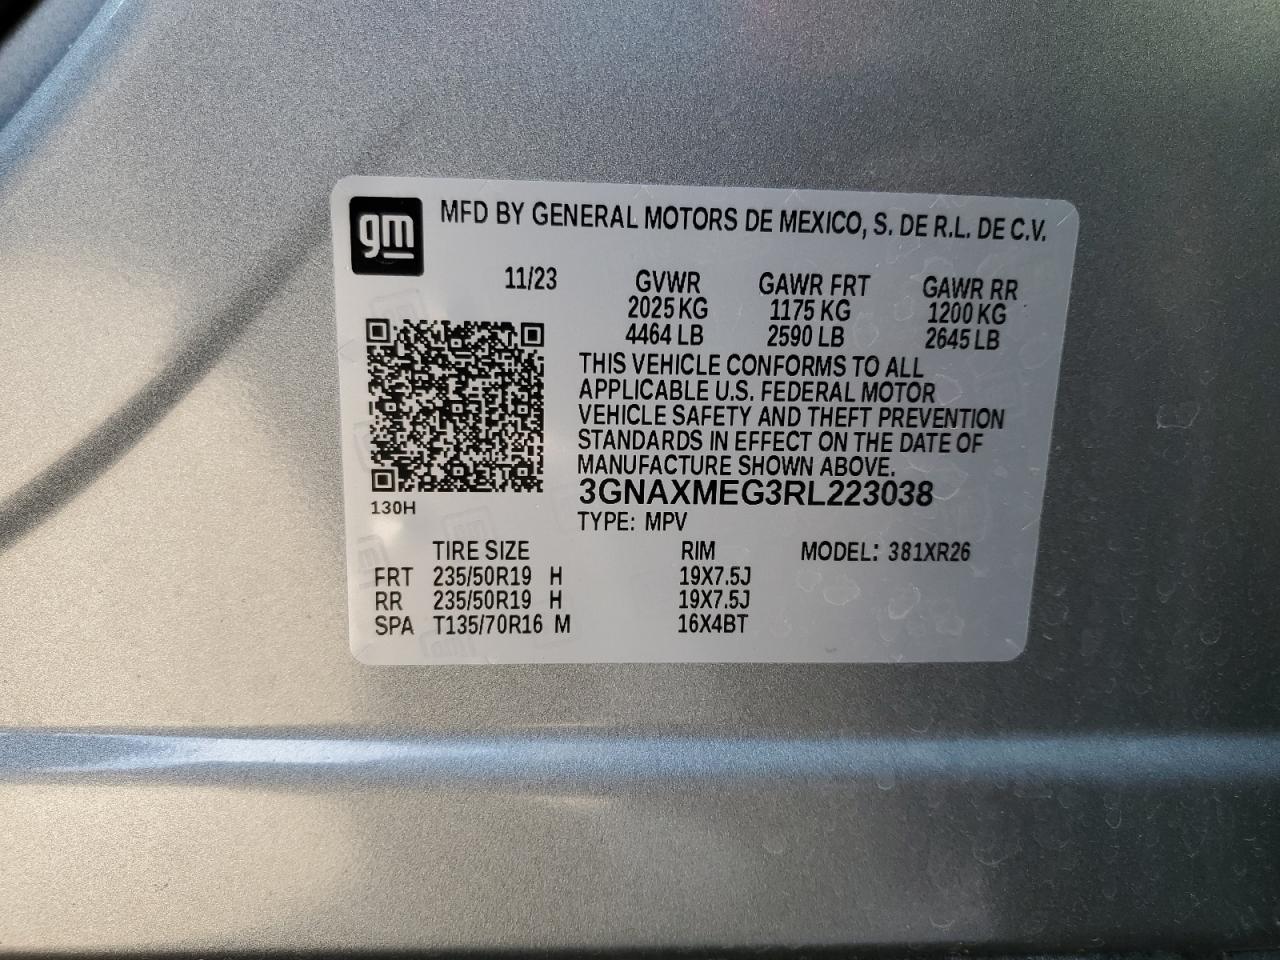 gm
MFD BY GENERAL MOTORS DE MEXICO, S. DE R.L. DE C.V.
11/23 GVWR GAWR FRT GAWR RR
2025 KG 1175 KG 1200 KG
4464 LB 2590 LB 2645 LB
THIS VEHICLE CONFORMS TO ALL
APPLICABLE U.S. FEDERAL MOTOR
VEHICLE SAFETY AND THEFT PREVENTION
STANDARDS IN EFFECT ON THE DATE OF
MANUFACTURE SHOWN ABOVE.
3GNAXMEG3RL223038
130H
TYPE: MPV
TIRE SIZE RIM MODEL: 381XR26
FRT 235/50R19 H 19X7.5J
RR 235/50R19 H 19X7.5J
SPA T135/70R16 M 16X4BT